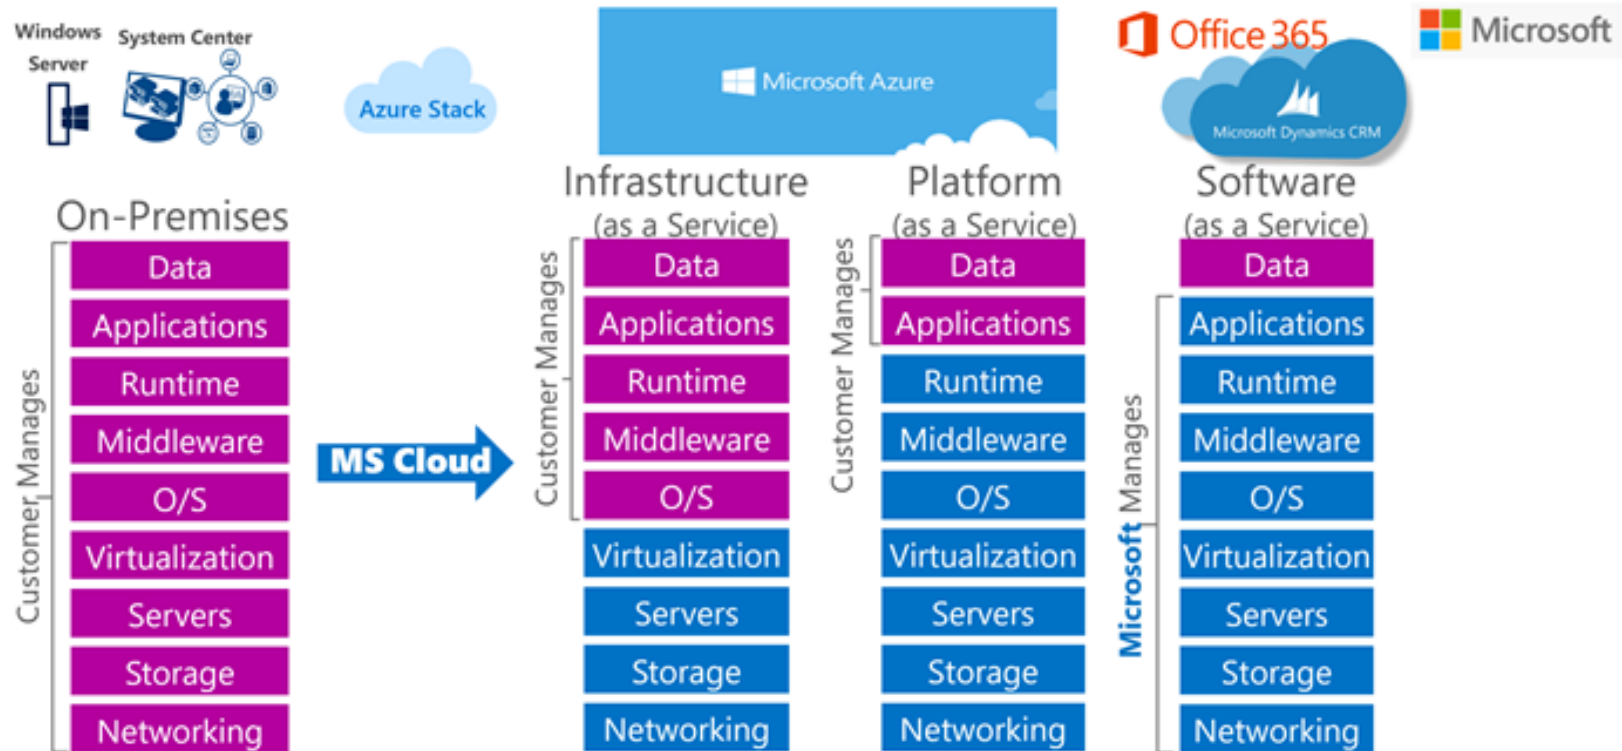 Windows
Server
System Center
Azure Stack
Microsoft Azure
Office 365
Microsoft
Microsoft Dynamics CRM
On-Premises
Customer Manages
Data
Applications
Runtime
Middleware
O/S
Virtualization
Servers
Storage
Networking
MS Cloud
Infrastructure
(as a Service)
Customer Manages
Data
Applications
Runtime
Middleware
O/S
Virtualization
Servers
Storage
Networking
Platform
(as a Service)
Customer Manages
Data
Applications
Runtime
Middleware
O/S
Virtualization
Servers
Storage
Networking
Software
(as a Service)
Microsoft Manages
Data
Applications
Runtime
Middleware
O/S
Virtualization
Servers
Storage
Networking